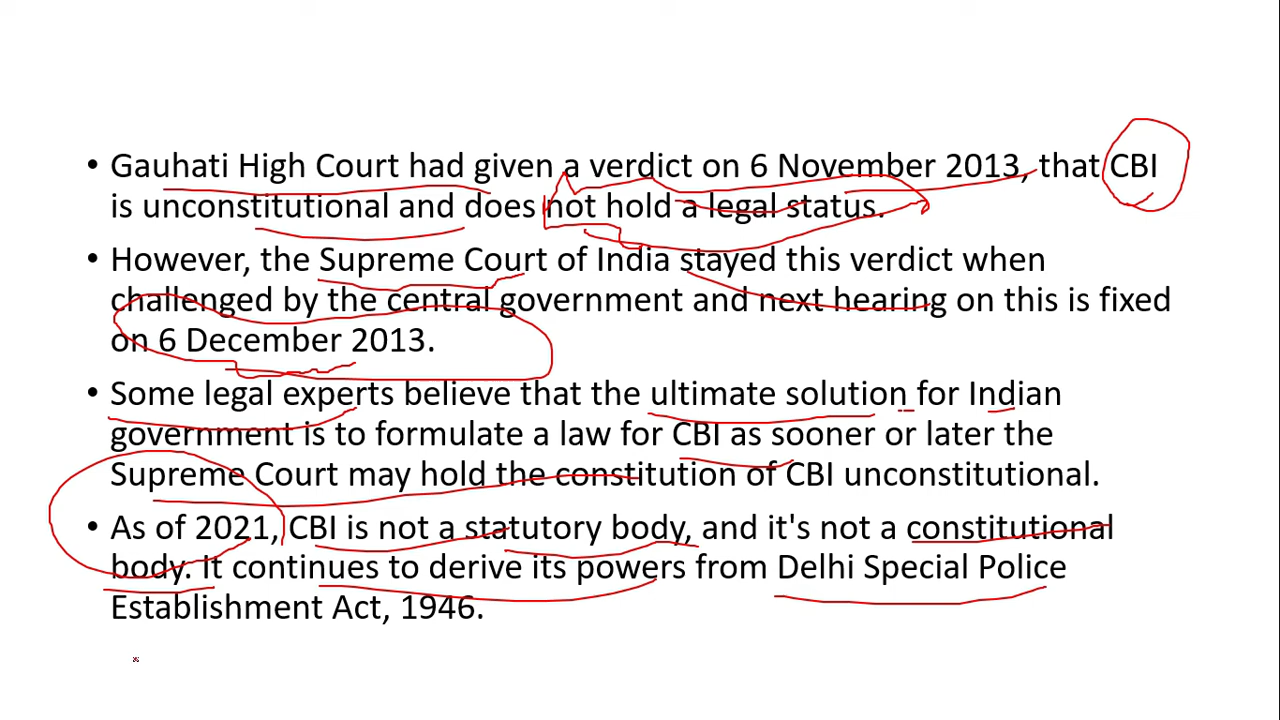 • Gauhati High Court had given a verdict on 6 November 2013, that CBI
is unconstitutional and does not hold a legal status.
• However, the Supreme Court of India stayed this verdict when
challenged by the central government and next hearing on this is fixed
on 6 December 2013.
• Some legal experts believe that the ultimate solution for Indian
government is to formulate a law for CBI as sooner or later the
Supreme Court may hold the constitution of CBI unconstitutional.
• As of 2021, CBI is not a statutory body, and it's not a constitutional
body. It continues to derive its powers from Delhi Special Police
Establishment Act, 1946.